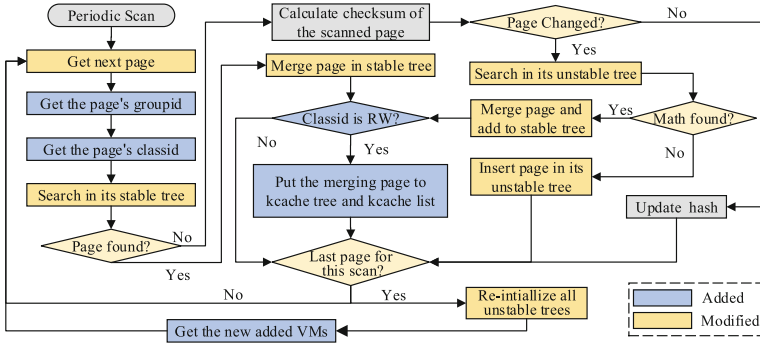 Periodic Scan
Get next page
Get the page's groupid
Get the page's classid
Search in its stable tree
Page found?
No
Yes
Calculate checksum of
the scanned page
Page Changed?
No
Yes
Search in its unstable tree
Math found?
Yes
No
Merge page and
add to stable tree
Insert page in its
unstable tree
Update hash
Merge page in stable tree
Classid is RW?
No
Yes
Put the merging page to
kcache tree and kcache list
Last page for
this scan?
No
Yes
Re-intiallize all
unstable trees
Get the new added VMs
Added
Modified